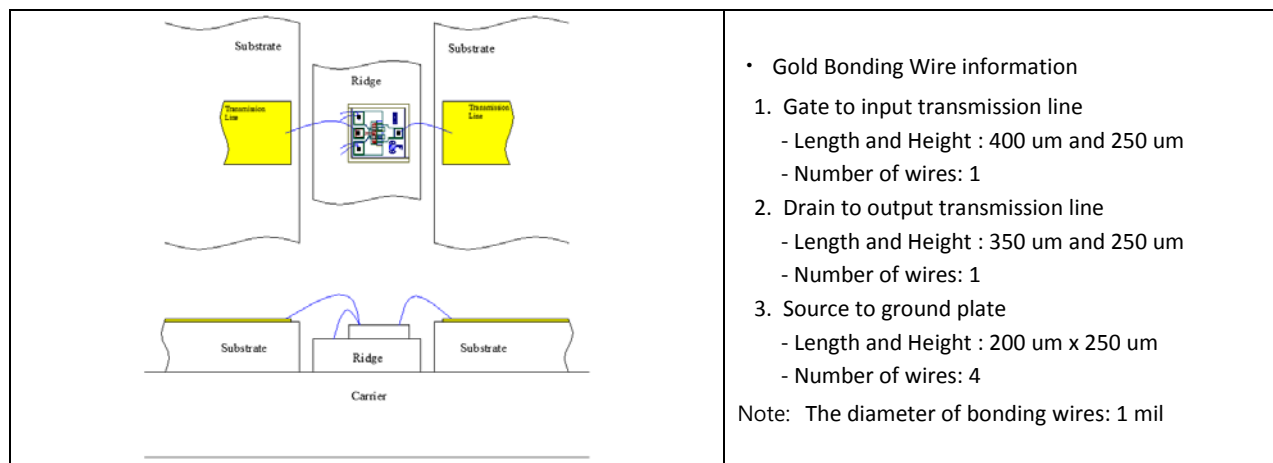 Substrate
Substrate
Ridge
Transmission
Line
Transmission
Line
Substrate
Ridge
Substrate
Carrier
・ Gold Bonding Wire information
1. Gate to input transmission line
- Length and Height : 400 um and 250 um
- Number of wires: 1
2. Drain to output transmission line
- Length and Height : 350 um and 250 um
- Number of wires: 1
3. Source to ground plate
- Length and Height : 200 um x 250 um
- Number of wires: 4
Note: The diameter of bonding wires: 1 mil